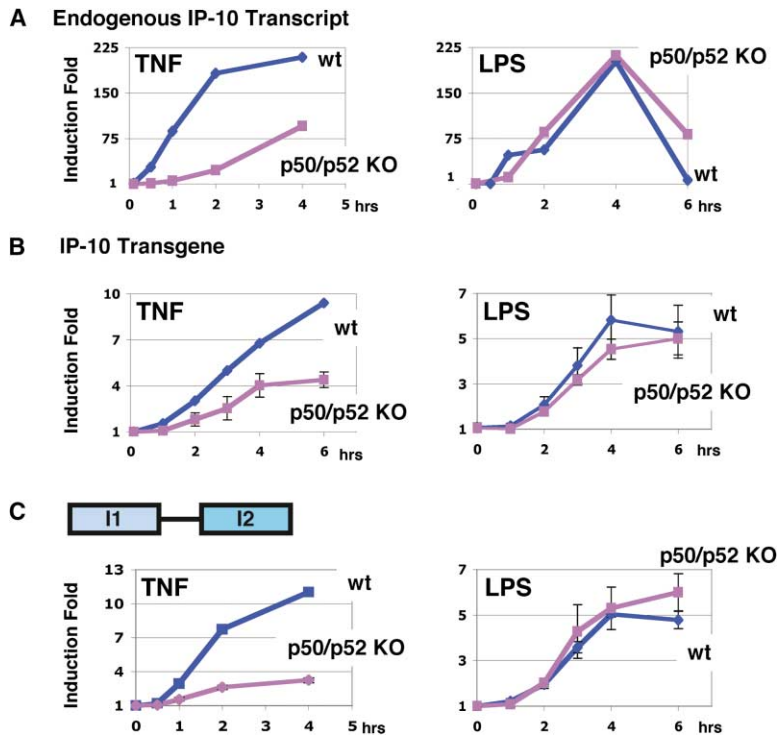 A Endogenous IP-10 Transcript
Induction Fold
225
150
75
1
TNF
wt
p50/p52 KO
0 1 2 3 4 5 hrs
225
150
75
1
LPS
p50/p52 KO
wt
0 2 4 6 hrs
B IP-10 Transgene
Induction Fold
10
7
4
1
TNF
wt
p50/p52 KO
0 2 4 6 hrs
7
5
3
1
LPS
wt
p50/p52 KO
0 2 4 6 hrs
C
I1 I2
Induction Fold
13
10
7
4
1
TNF
wt
p50/p52 KO
0 1 2 3 4 5 hrs
7
5
3
1
LPS
p50/p52 KO
wt
0 2 4 6 hrs